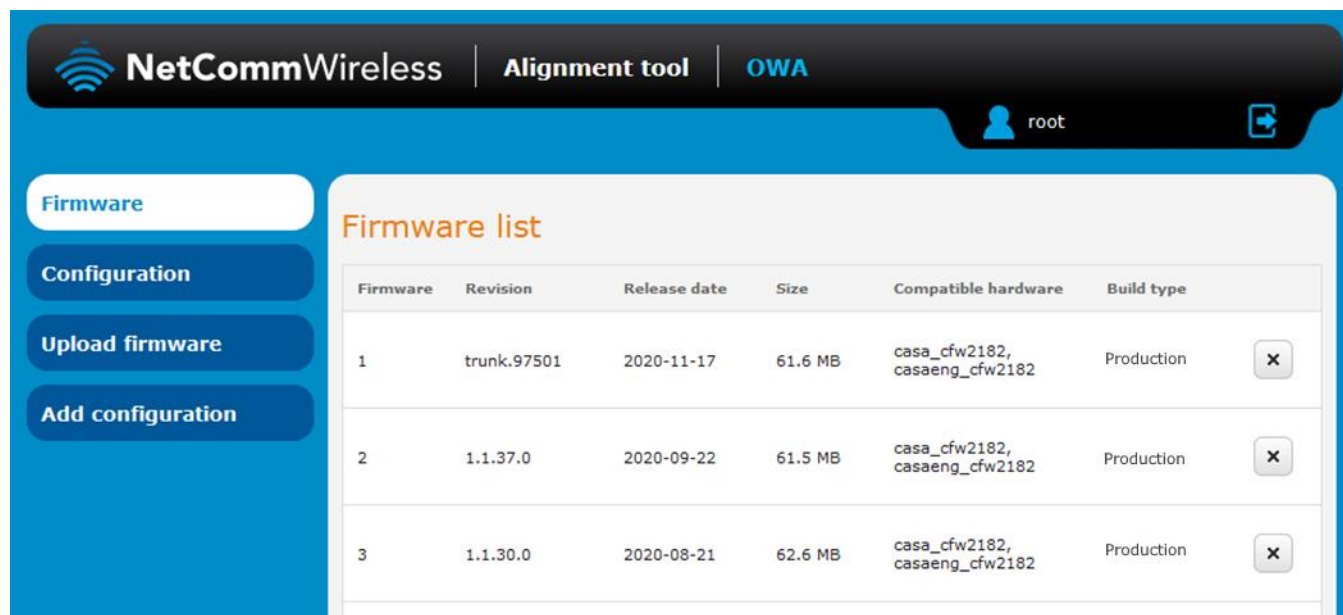 NetCommWireless Alignment tool OWA
root
Firmware
Configuration
Upload firmware
Add configuration
Firmware list
Firmware Revision Release date Size Compatible hardware Build type
1 trunk.97501 2020-11-17 61.6 MB casa_cfw2182, Production
casaeng_cfw2182
2 1.1.37.0 2020-09-22 61.5 MB casa_cfw2182, Production
casaeng_cfw2182
3 1.1.30.0 2020-08-21 62.6 MB casa_cfw2182, Production
casaeng_cfw2182